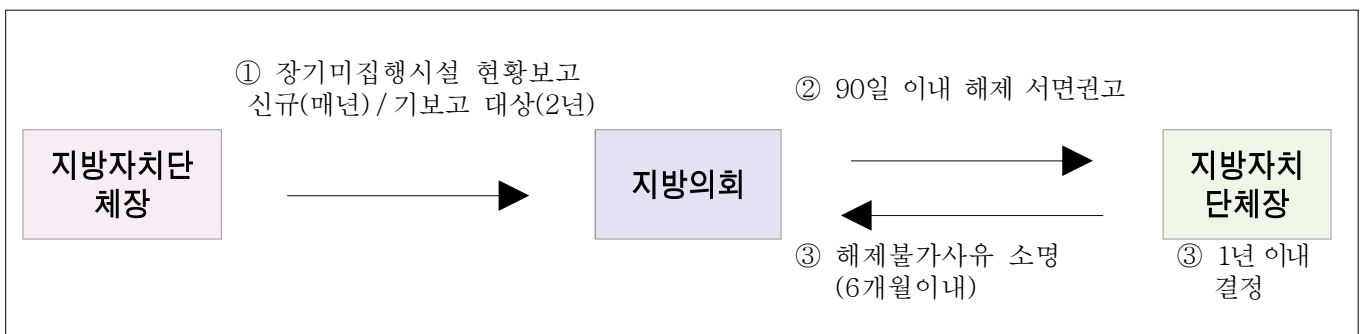 ① 장기미집행시설 현황보고
신규(매년)/기보고 대상(2년)
② 90일 이내 해제 서면권고
지방자치단
체장
지방의회
지방자치
단체장
③ 해제불가사유 소명
(6개월이내)
③ 1년 이내
결정